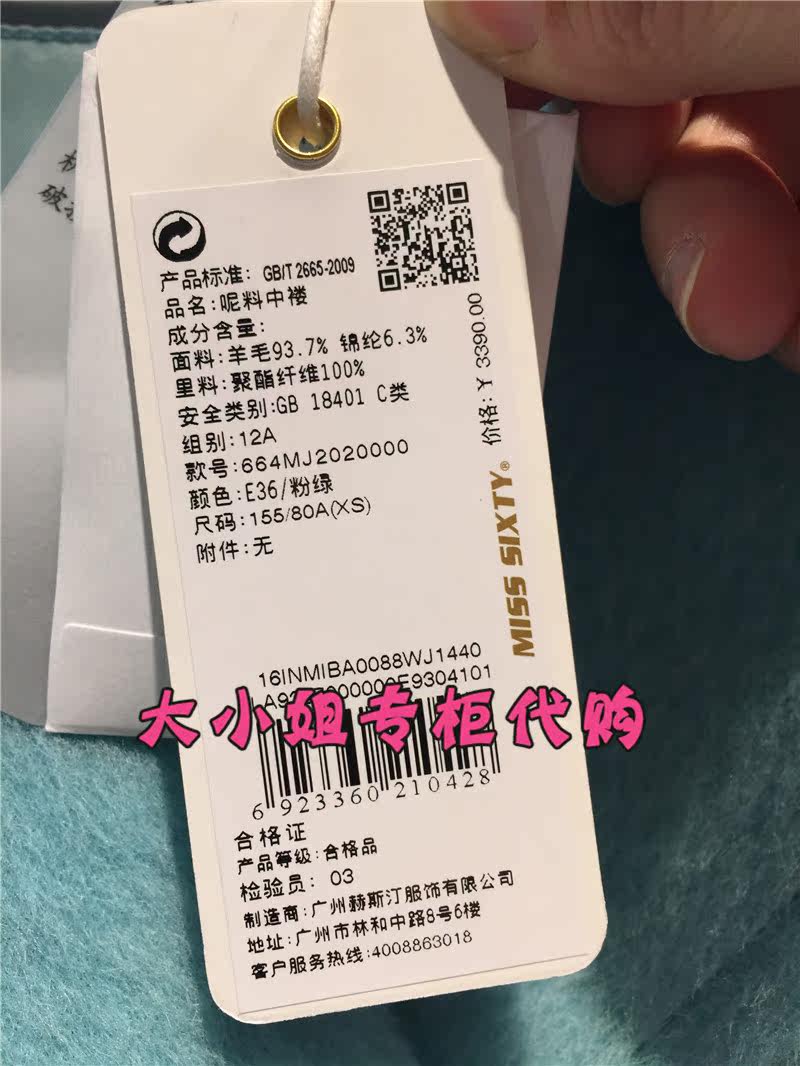 产品标准: GB/T 2665-2009
品名:呢料中褛
成分含量:
面料:羊毛93.7% 锦纶6.3%
里料:聚酯纤维100%
安全类别:GB 18401 C类
组别:12A
款号:664MJ2020000
颜色:E36/粉绿
尺码:155/80A(XS)
附件:无
价格:Y 3390.00
MISS SIXTY®
16INMIBA0088WJ1440
大小姐专柜代购
6 923360 210428
合格证
产品等级:合格品
检验员: 03
制造商:广州赫斯汀服饰有限公司
地址:广州市林和中路8号6楼
客户服务热线:4008863018